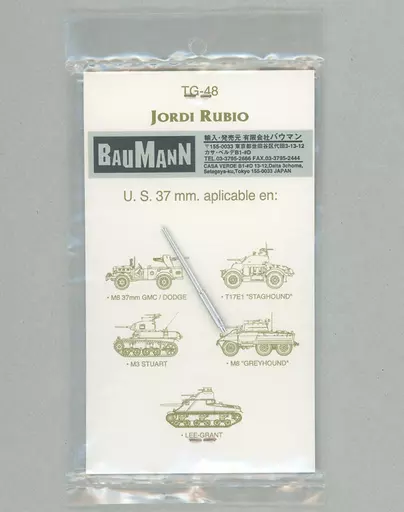 TG-48
JORDI RUBIO
BAUMANN
輸入・発売元 有限会社バウマン
〒155-0033 東京都世田谷区代田3-13-12
カサ・ベルデB1-4D
TEL.03-3795-2486 FAX.03-3795-2444
CASA VERDE B1-4D 13-12,Daita 3choma,
Setagaya-ku,Tokyo 155-0033 JAPAN
U. S. 37 mm. aplicable en:
• M6 37mm GMC / DODGE
• T17E1 "STAGHOUND"
• M3 STUART
• M8 "GREYHOUND"
• LEE-GRANT